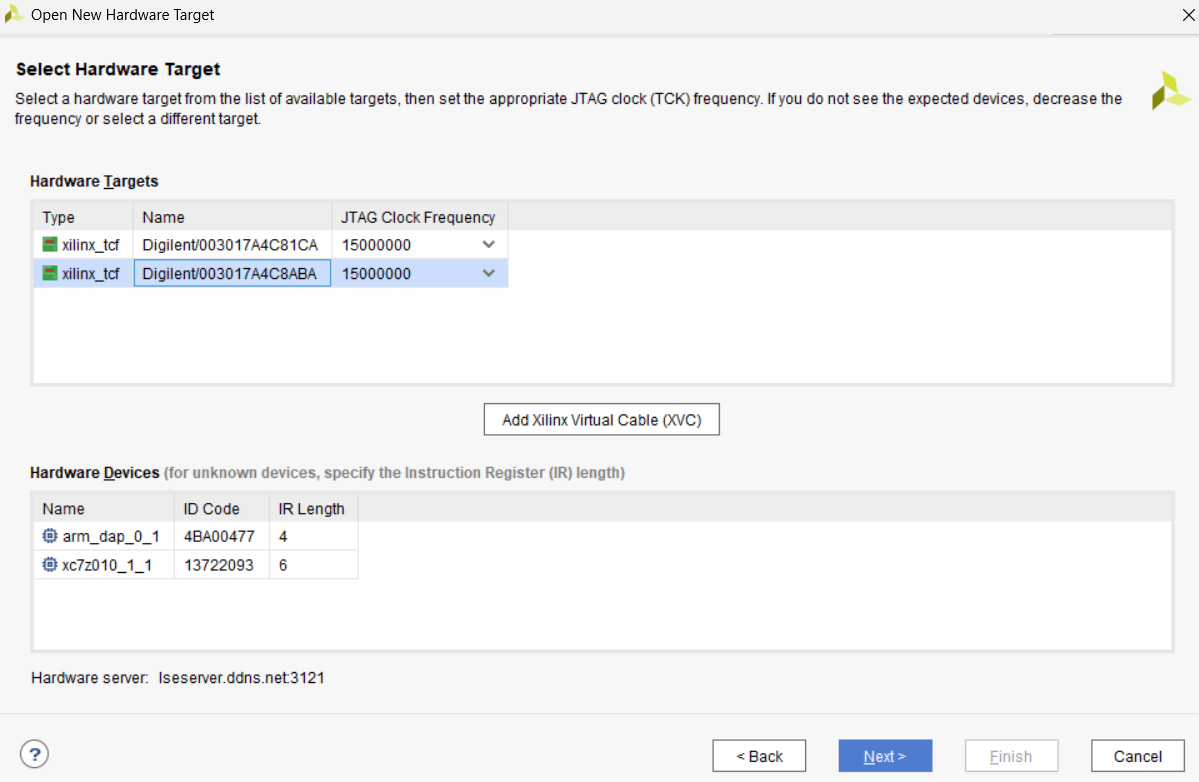 Open New Hardware Target
Select Hardware Target
Select a hardware target from the list of available targets, then set the appropriate JTAG clock (TCK) frequency. If you do not see the expected devices, decrease the
frequency or select a different target.
Hardware Targets
Type Name JTAG Clock Frequency
xilinx_tcf Digilent/003017A4C81CA 15000000
xilinx_tcf Digilent/003017A4C8ABA 15000000
Add Xilinx Virtual Cable (XVC)
Hardware Devices (for unknown devices, specify the Instruction Register (IR) length)
Name ID Code IR Length
arm_dap_0_1 4BA00477 4
xc7z010_1_1 13722093 6
Hardware server: lseserver.ddns.net:3121
? < Back Next > Finish Cancel